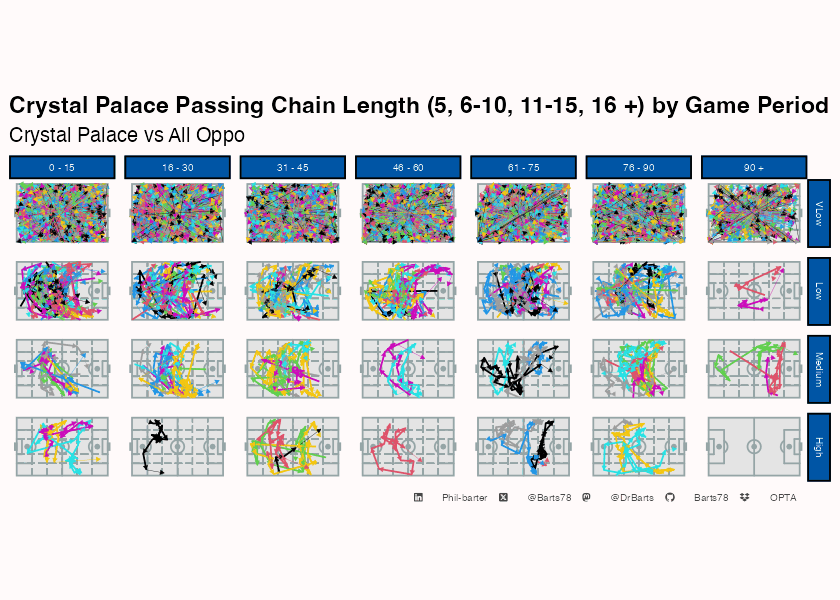 Crystal Palace Passing Chain Length (5, 6-10, 11-15, 16 +) by Game Period
Crystal Palace vs All Oppo
0 - 15 16 - 30 31 - 45 46 - 60 61 - 75 76 - 90 90 +
V.Low
Low
Medium
High
Phil-barter @Barts78 @DrBarts Barts78 OPTA